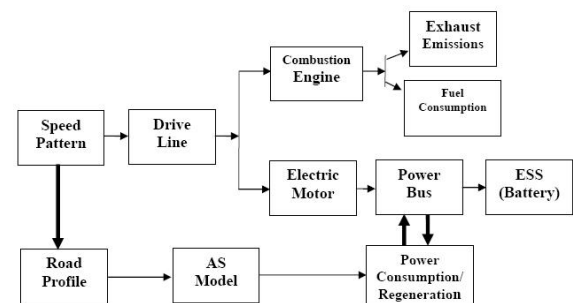 Exhaust
Emissions
Combustion
Engine
Fuel
Consumption
Speed
Pattern
Drive
Line
Electric
Motor
Power
Bus
ESS
(Battery)
Road
Profile
AS
Model
Power
Consumption/
Regeneration